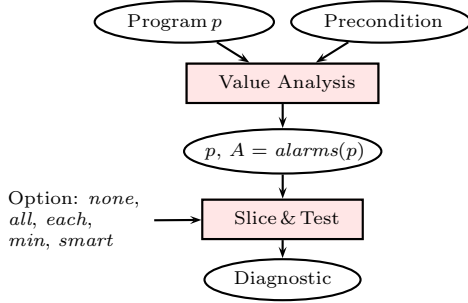 Program p
Precondition
Value Analysis
p, A = alarms(p)
Option: none,
all, each,
min, smart
Slice & Test
Diagnostic